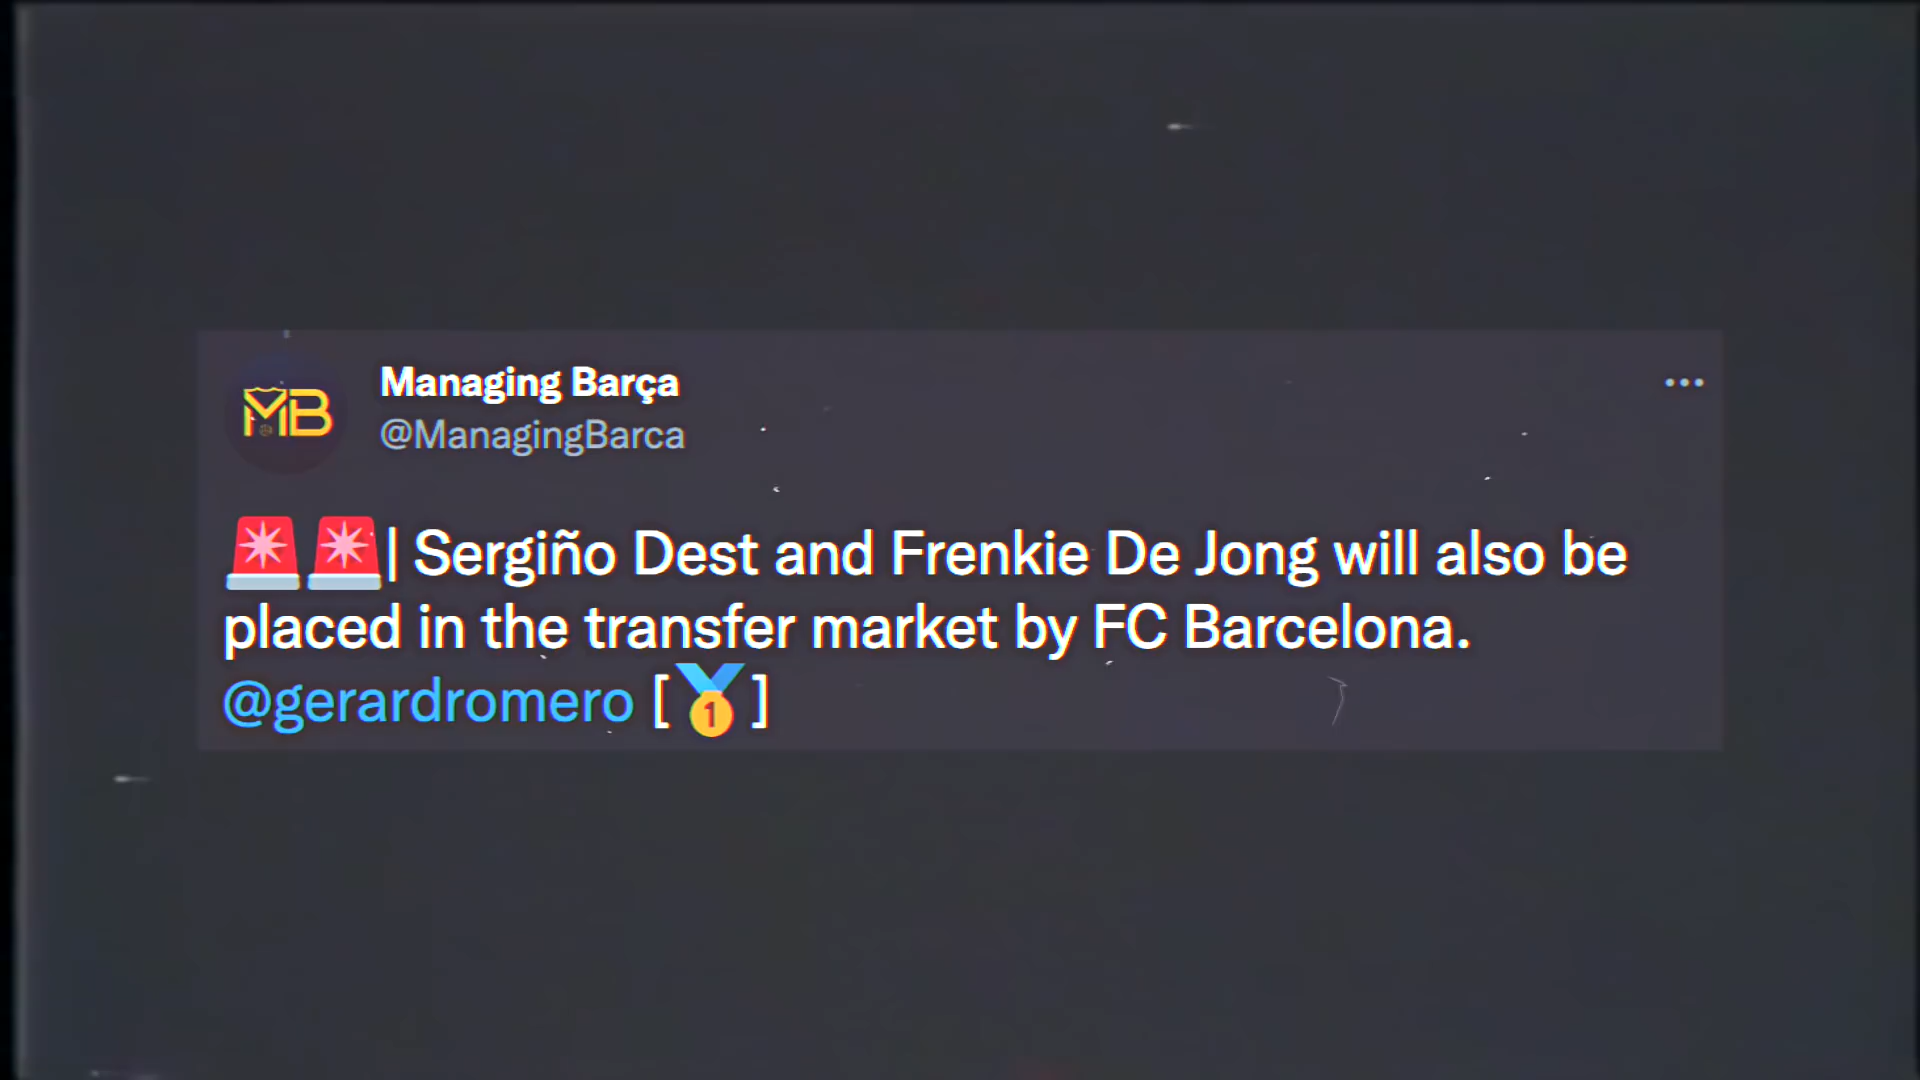 MB
Managing Barça
@ManagingBarca
🚨🚨| Sergiño Dest and Frenkie De Jong will also be
placed in the transfer market by FC Barcelona.
@gerardromero [🥇]